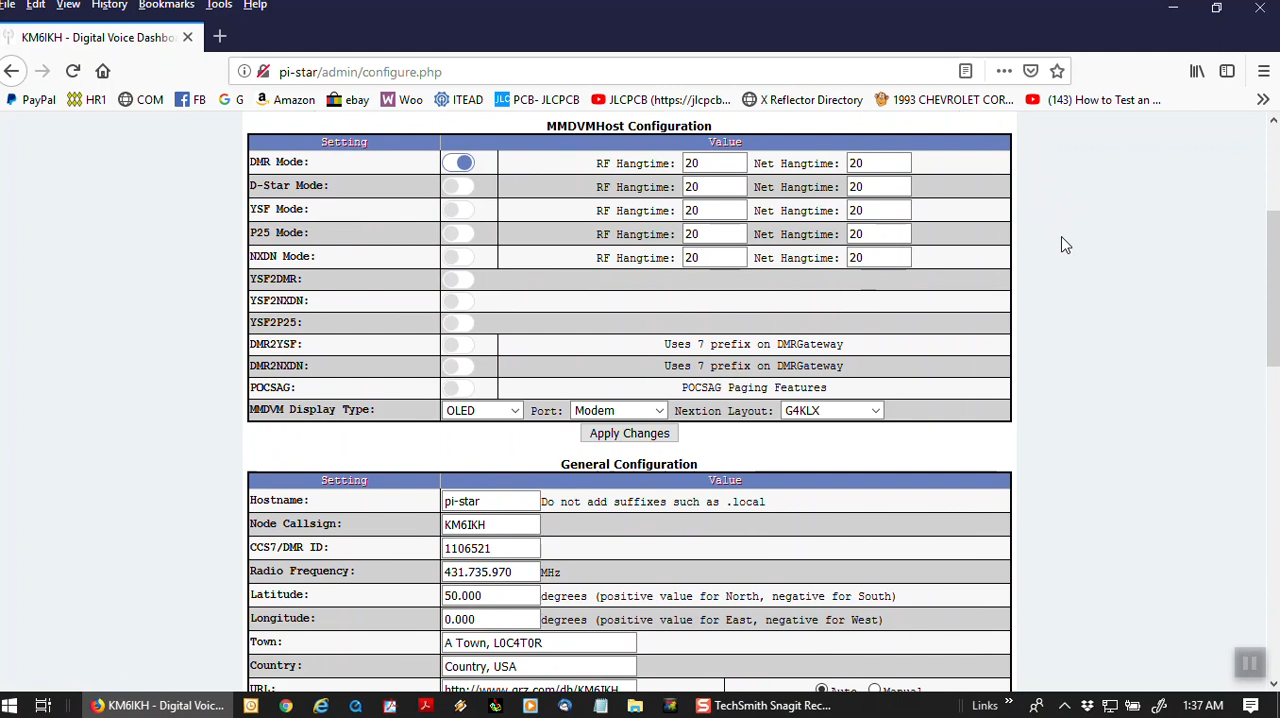 File Edit View History Bookmarks Tools Help
KM6IKH - Digital Voice Dashbo
pi-star/admin/configure.php
PayPal HR1 COM FB G Amazon ebay Woo ITEAD PCB- JLCPCB JLCPCB (https://jlcpcb... X Reflector Directory 1993 CHEVROLET COR... (143) How to Test an ...
MMDVMHost Configuration
Setting Value
DMR Mode: RF Hangtime: 20 Net Hangtime: 20
D-Star Mode: RF Hangtime: 20 Net Hangtime: 20
YSF Mode: RF Hangtime: 20 Net Hangtime: 20
P25 Mode: RF Hangtime: 20 Net Hangtime: 20
NXDN Mode: RF Hangtime: 20 Net Hangtime: 20
YSF2DMR:
YSF2NXDN:
YSF2P25:
DMR2YSF: Uses 7 prefix on DMRGateway
DMR2NXDN: Uses 7 prefix on DMRGateway
POCSAG: POCSAG Paging Features
MMDVM Display Type: OLED Port: Modem Nextion Layout: G4KLX
Apply Changes
General Configuration
Setting Value
Hostname: pi-star Do not add suffixes such as .local
Node Callsign: KM6IKH
CCS7/DMR ID: 1106521
Radio Frequency: 431.735.970 MHz
Latitude: 50.000 degrees (positive value for North, negative for South)
Longitude: 0.000 degrees (positive value for East, negative for West)
Town: A Town, L0C4T0R
Country: Country, USA
URL: http://www.qrz.com/db/KM6IKH Auto Manual
KM6IKH - Digital Voic... TechSmith Snagit Rec... Links 1:37 AM